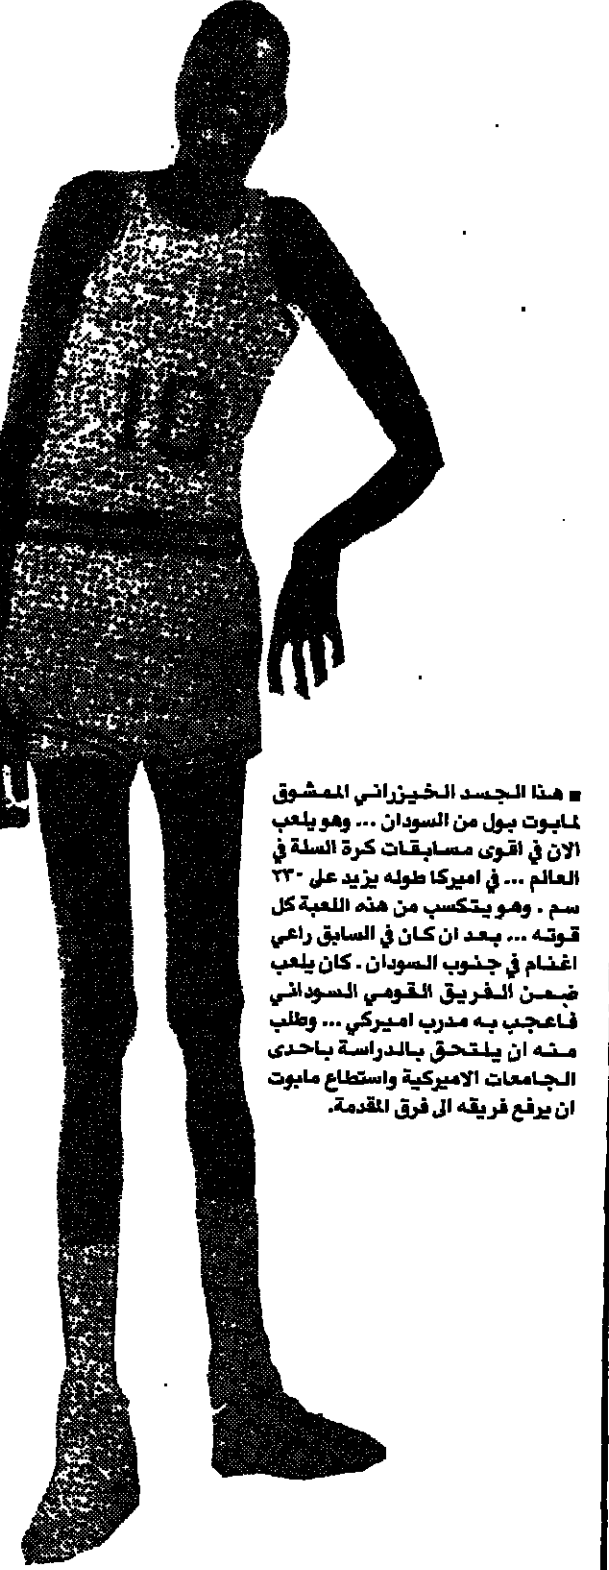 ■ هذا الجسد الخيزراني الممشوق
لمابوت بول من السودان ... وهو يلعب
الان في اقوى مسابقات كرة السلة في
العالم ... في اميركا طوله يزيد على ٢٣٠
سم . وهو يتكسب من هذه اللعبة كل
قوته ... بعد ان كان في السابق راعي
اغنام في جنوب السودان . كان يلعب
ضمن الفريق القومي السوداني
فاعجب به مدرب اميركي ... وطلب
منه ان يلتحق بالدراسة باحدى
الجامعات الاميركية واستطاع مابوت
ان يرفع فريقه الى فرق المقدمة.
10